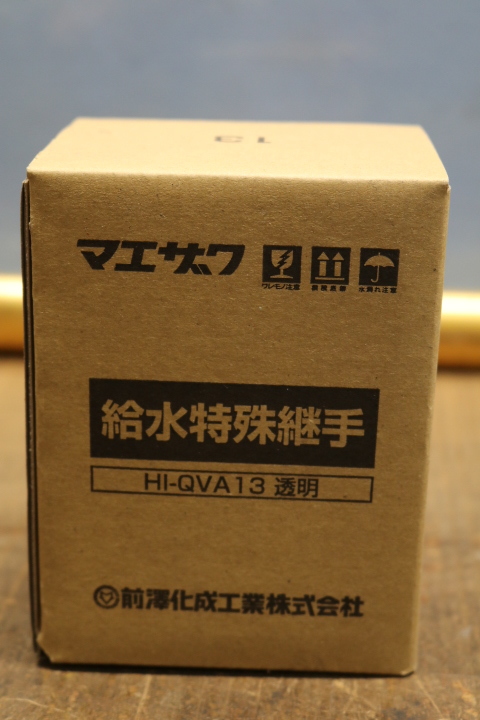 13
マエザワ
ワレモノ注意 天地無用 水濡れ注意
給水特殊継手
HI-QVA13 透明
前澤化成工業株式会社